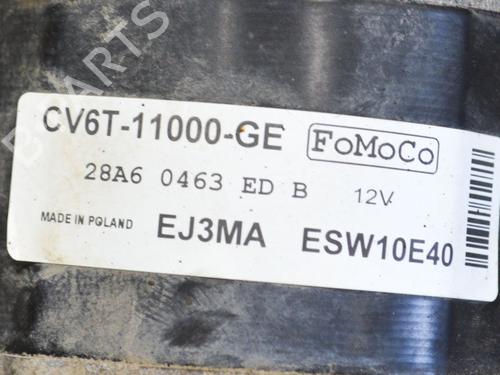 CV6T-11000-GE FoMoCo
28A6 0463 ED B 12V
MADE IN POLAND EJ3MA ESW10E40